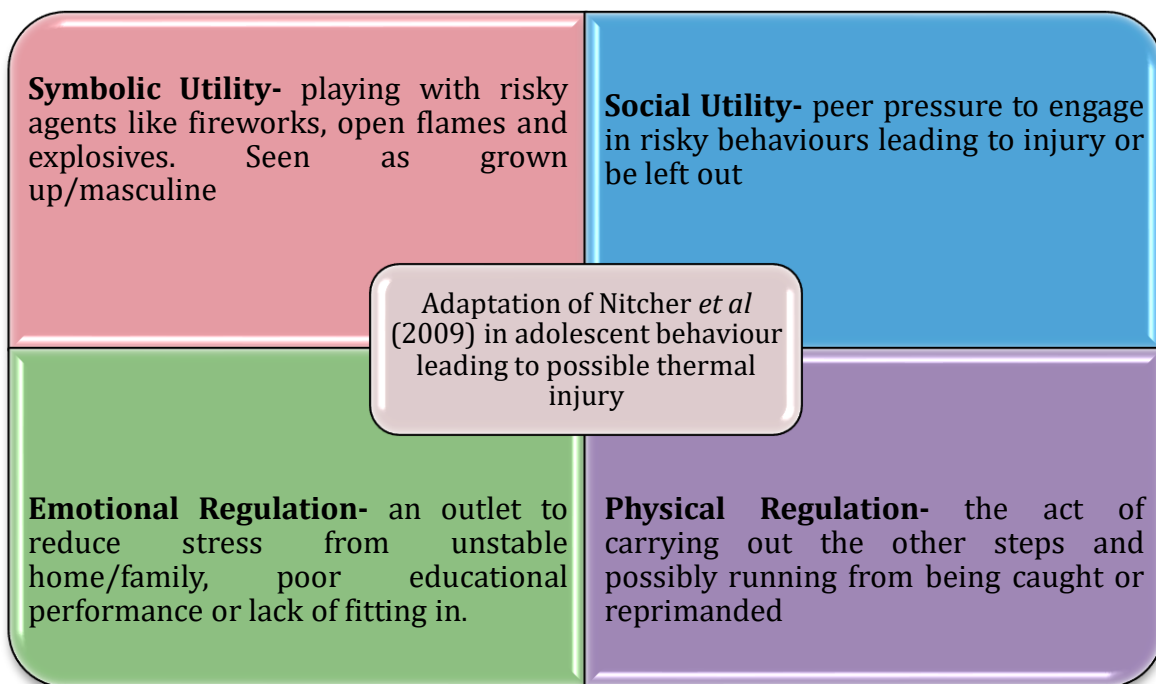 Symbolic Utility- playing with risky
agents like fireworks, open flames and
explosives. Seen as grown
up/masculine
Social Utility- peer pressure to engage
in risky behaviours leading to injury or
be left out
Adaptation of Nitcher et al
(2009) in adolescent behaviour
leading to possible thermal
injury
Emotional Regulation- an outlet to
reduce stress from unstable
home/family, poor educational
performance or lack of fitting in.
Physical Regulation- the act of
carrying out the other steps and
possibly running from being caught or
reprimanded